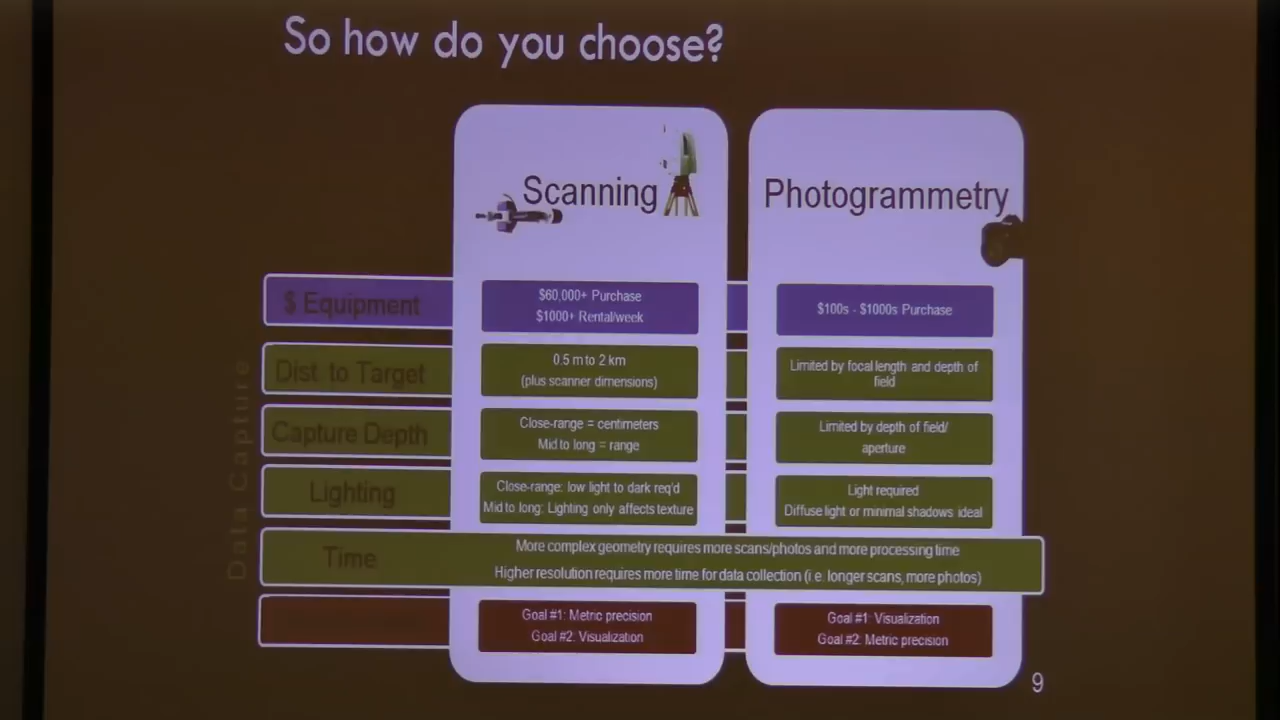 So how do you choose?
Scanning
Photogrammetry
Data Capture
$ Equipment
$60,000+ Purchase
$1000+ Rental/week
$100s - $1000s Purchase
Dist. to Target
0.5 m to 2 km
(plus scanner dimensions)
Limited by focal length and depth of
field
Capture Depth
Close-range = centimeters
Mid to long = range
Limited by depth of field/
aperture
Lighting
Close-range: low light to dark req'd
Mid to long: Lighting only affects texture
Light required
Diffuse light or minimal shadows ideal
Time
More complex geometry requires more scans/photos and more processing time
Higher resolution requires more time for data collection (i.e. longer scans, more photos)
Goal #1: Metric precision
Goal #2: Visualization
Goal #1: Visualization
Goal #2: Metric precision
9